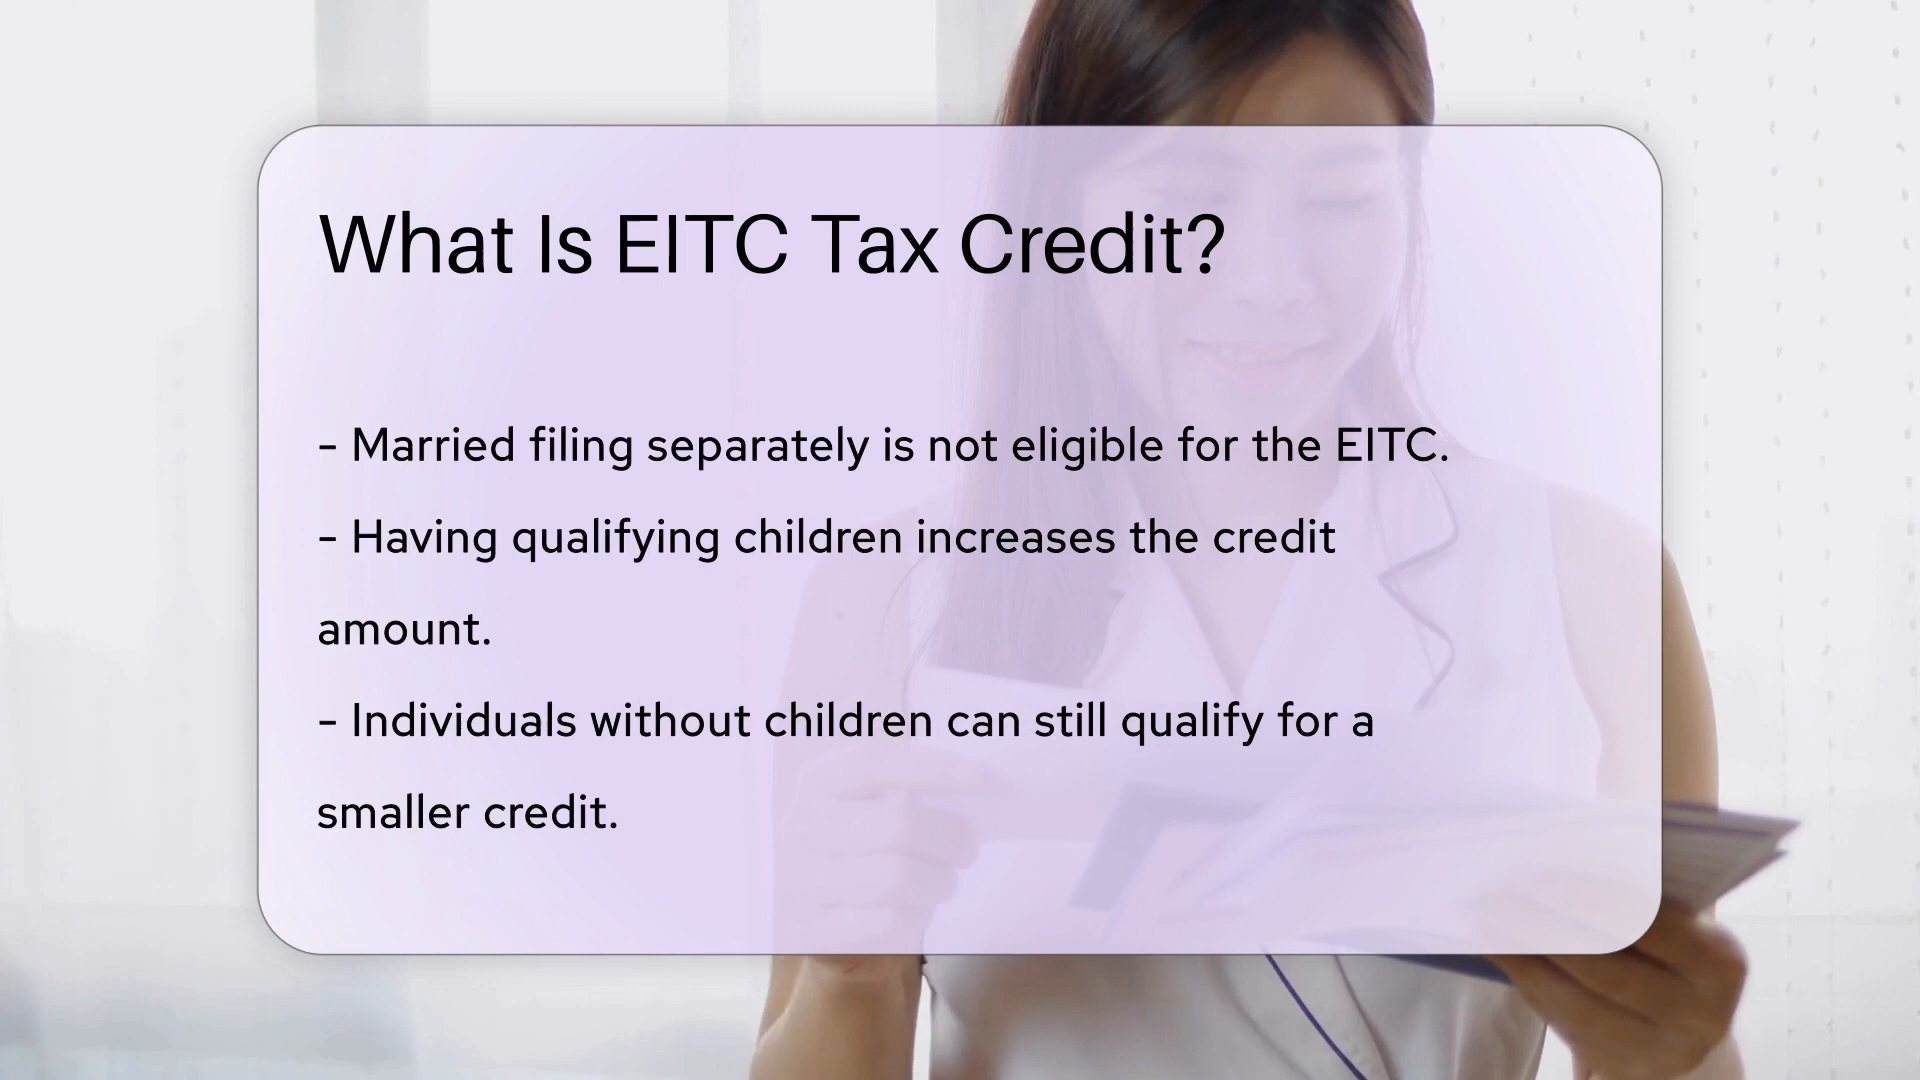 What Is EITC Tax Credit?
- Married filing separately is not eligible for the EITC.
- Having qualifying children increases the credit
amount.
- Individuals without children can still qualify for a
smaller credit.